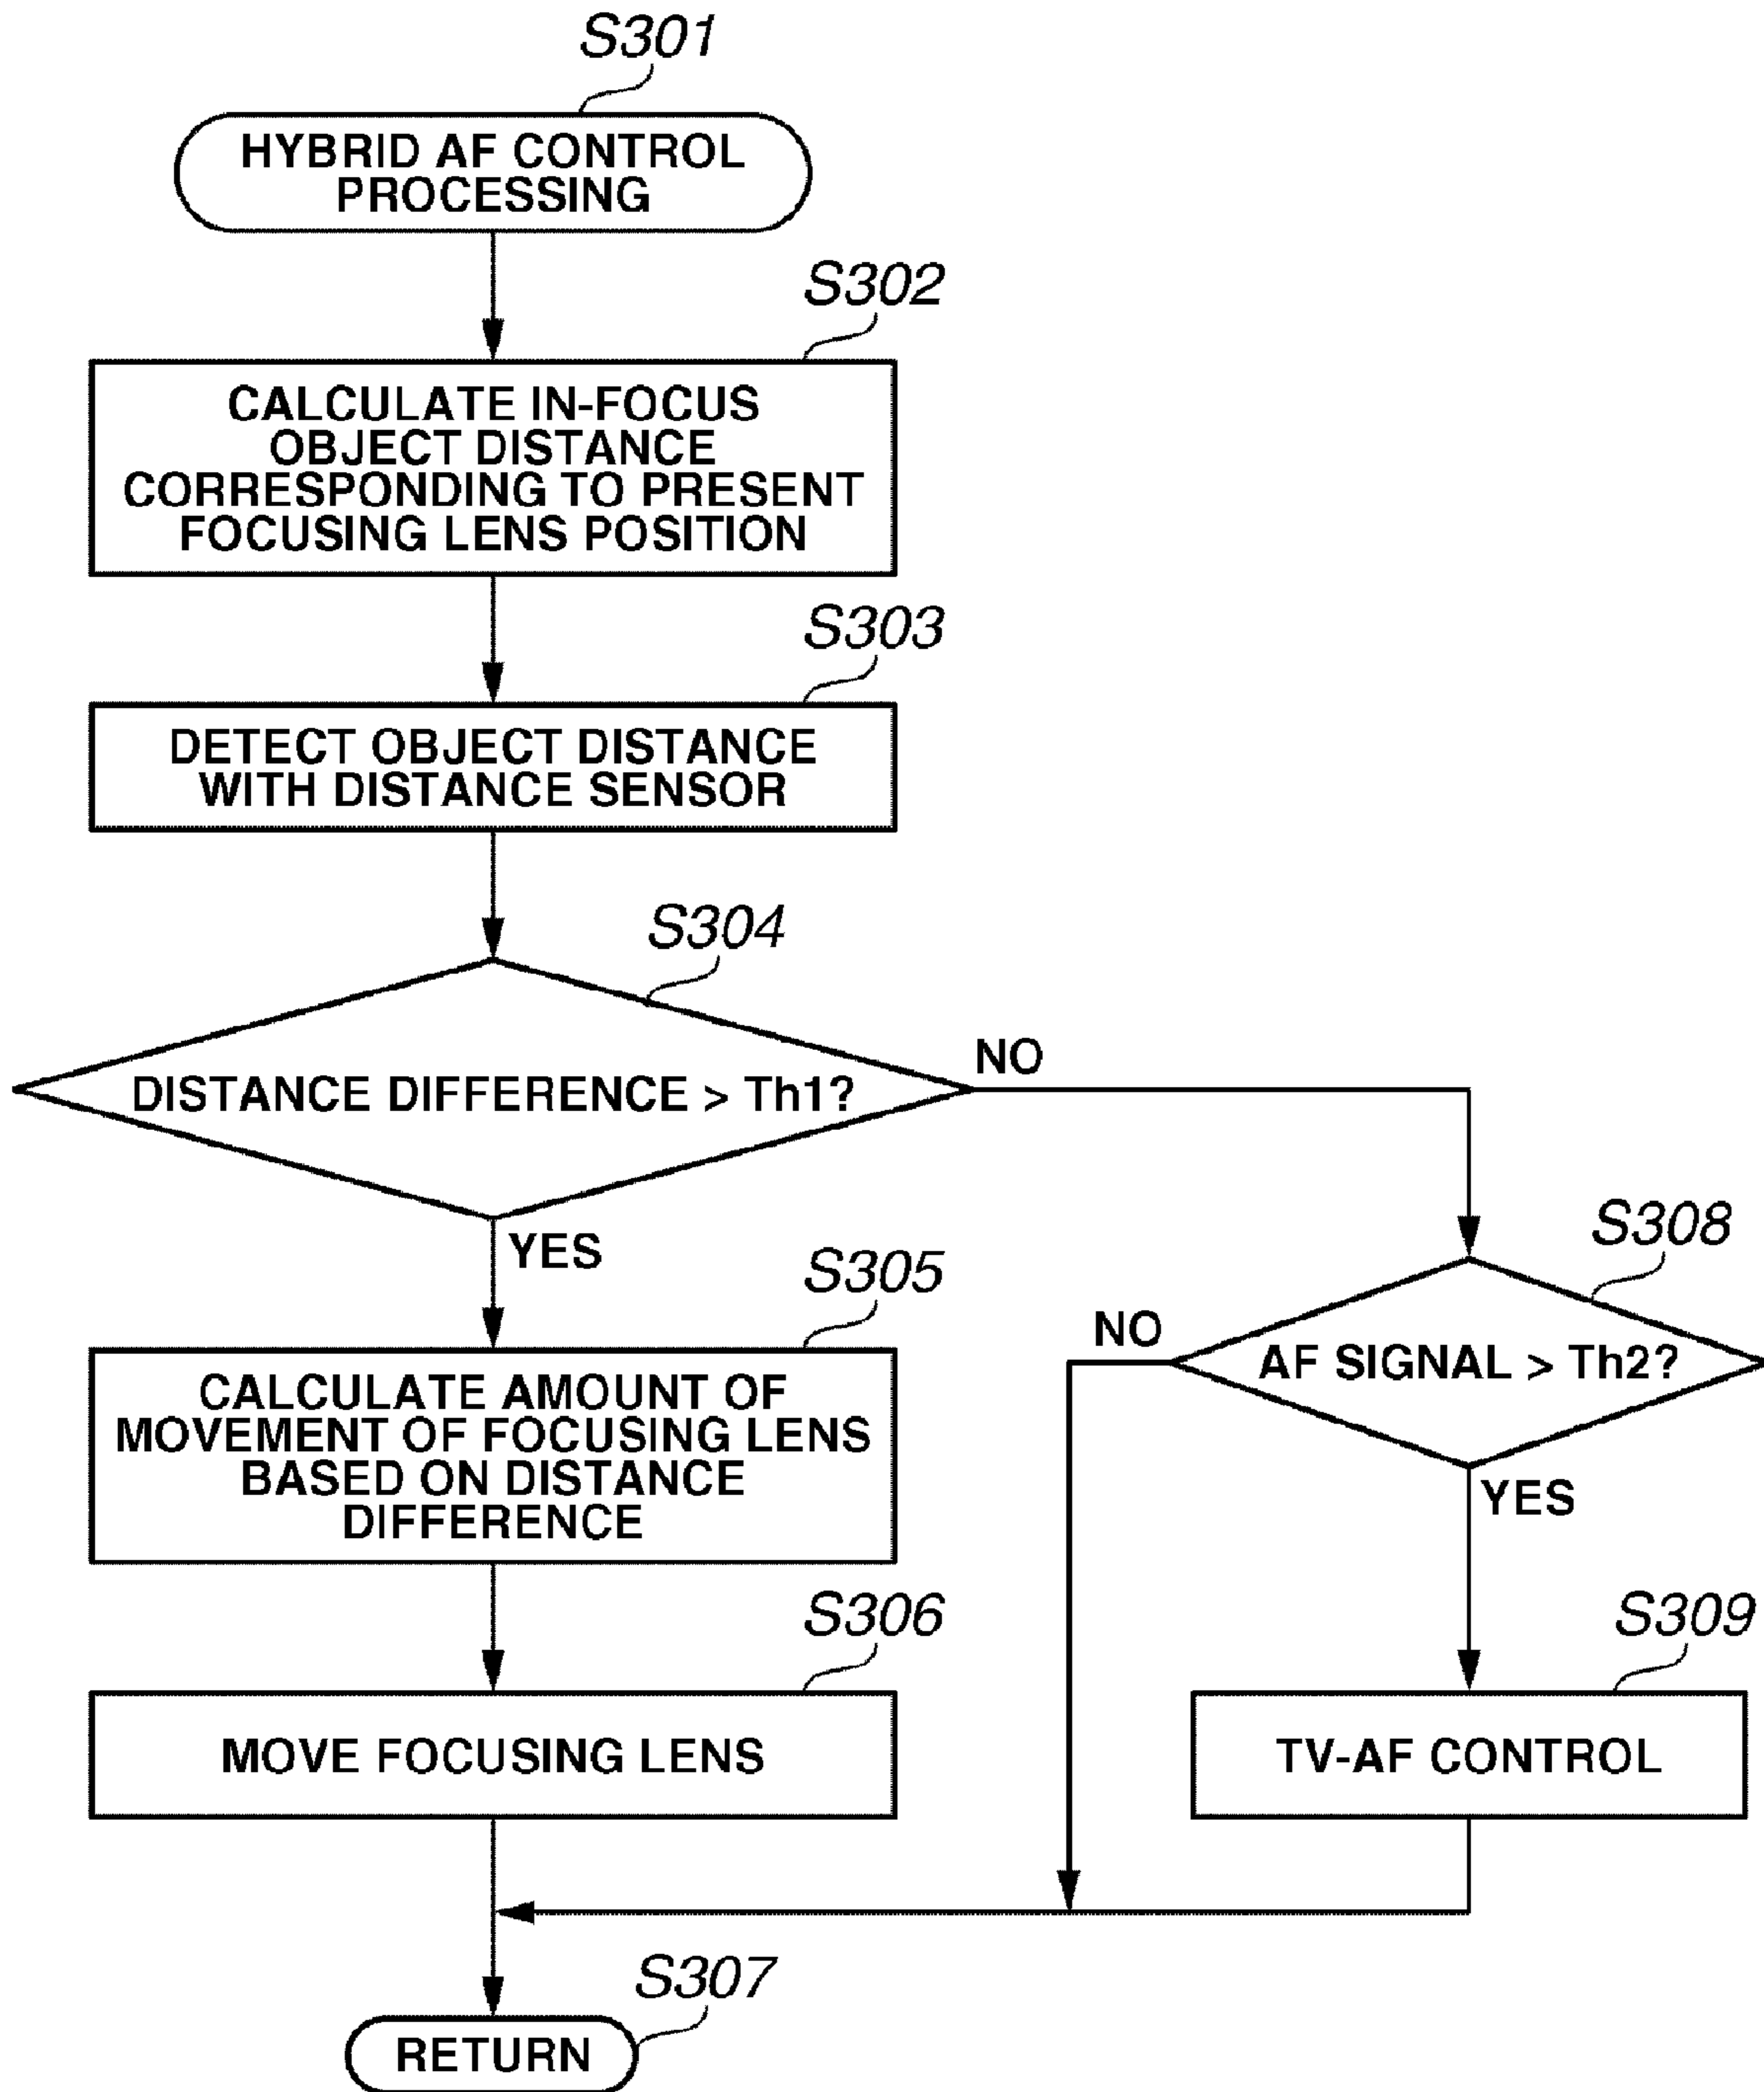 S301
HYBRID AF CONTROL
PROCESSING
S302
CALCULATE IN-FOCUS
OBJECT DISTANCE
CORRESPONDING TO PRESENT
FOCUSING LENS POSITION
S303
DETECT OBJECT DISTANCE
WITH DISTANCE SENSOR
S304
DISTANCE DIFFERENCE > Th1?
NO
YES
S305
CALCULATE AMOUNT OF
MOVEMENT OF FOCUSING LENS
BASED ON DISTANCE
DIFFERENCE
S306
MOVE FOCUSING LENS
S308
AF SIGNAL > Th2?
NO
YES
S309
TV-AF CONTROL
S307
RETURN